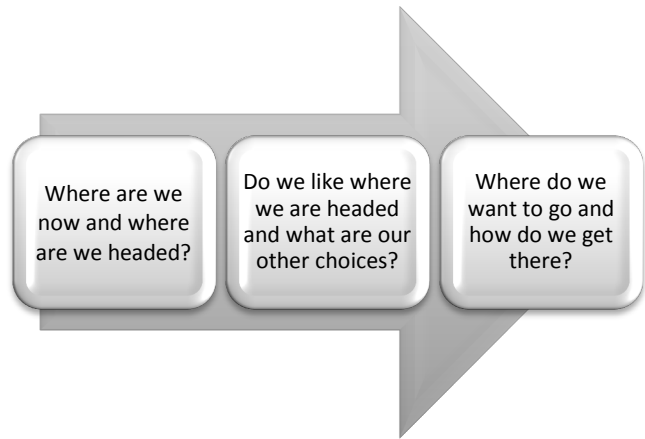 Where are we
now and where
are we headed?
Do we like where
we are headed
and what are our
other choices?
Where do we
want to go and
how do we get
there?